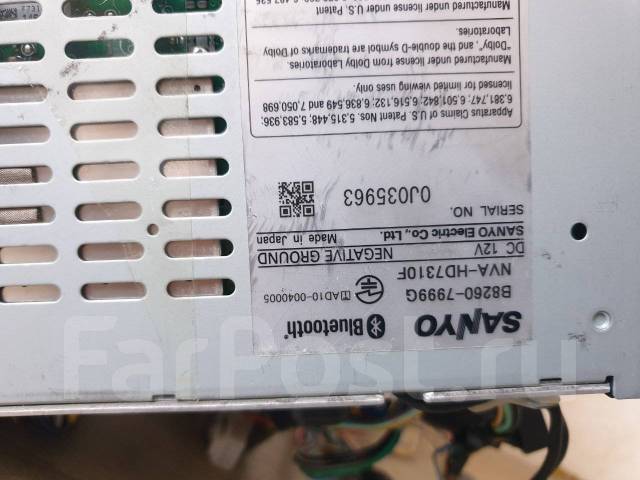 SANYO
Bluetooth®
B8260-7999G
NVA-HD7310F
AD10-0040005
DC 12V
NEGATIVE GROUND
SANYO Electric Co., Ltd.
Made in Japan
SERIAL NO.
0J035963
Apparatus Claims of U.S. Patent Nos. 5,315,448; 5,583,936;
6,381,747; 6,501,842; 6,516,132; 6,836,549 and 7,050,698
licensed for limited viewing uses only.
Manufactured under license from Dolby Laboratories.
"Dolby", and the double-D symbol are trademarks of Dolby
Laboratories.
Manufactured under license under U.S. Patent
FarPost.ru